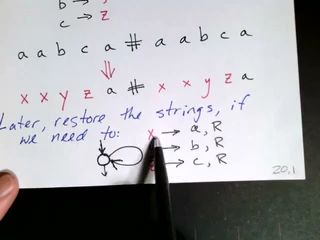 b →
c → z
a a b c a # a a b c a
⇓
x x y z a # x x y z a
Later, restore the strings, if
we need to: x → a, R
→ b, R
→ c, R
20.1